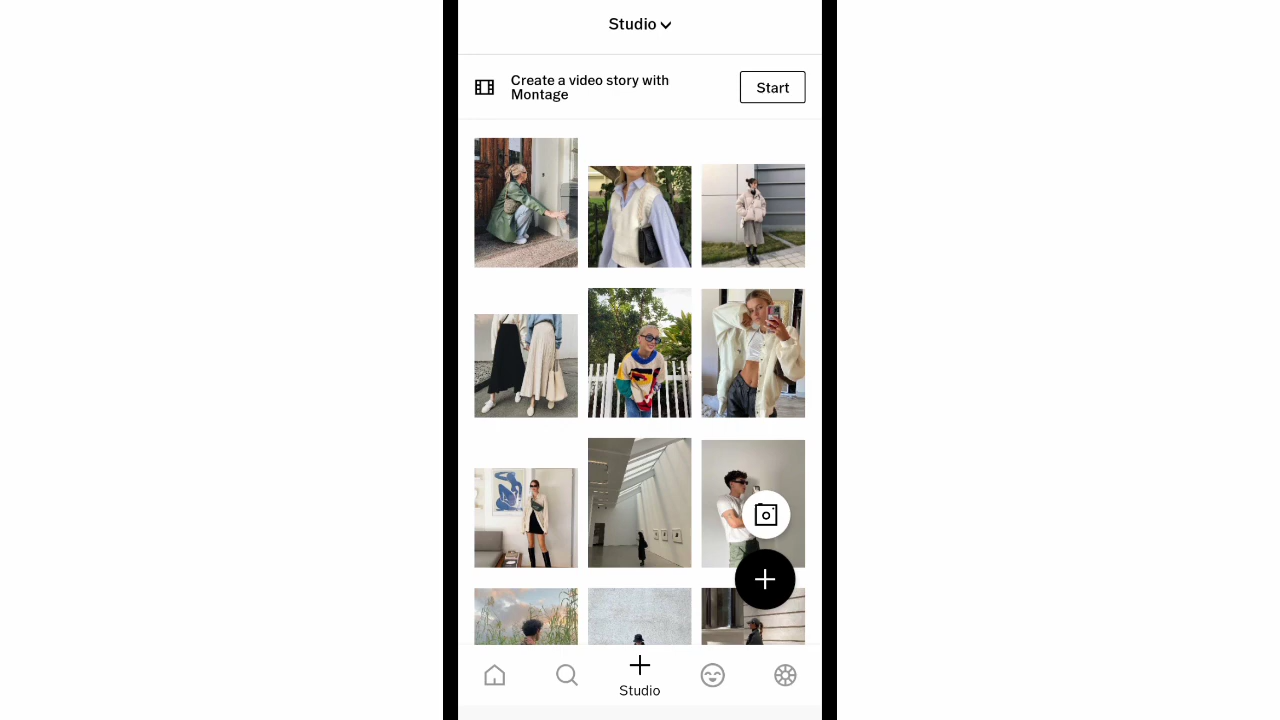 Studio
Create a video story with
Montage
Start
Studio